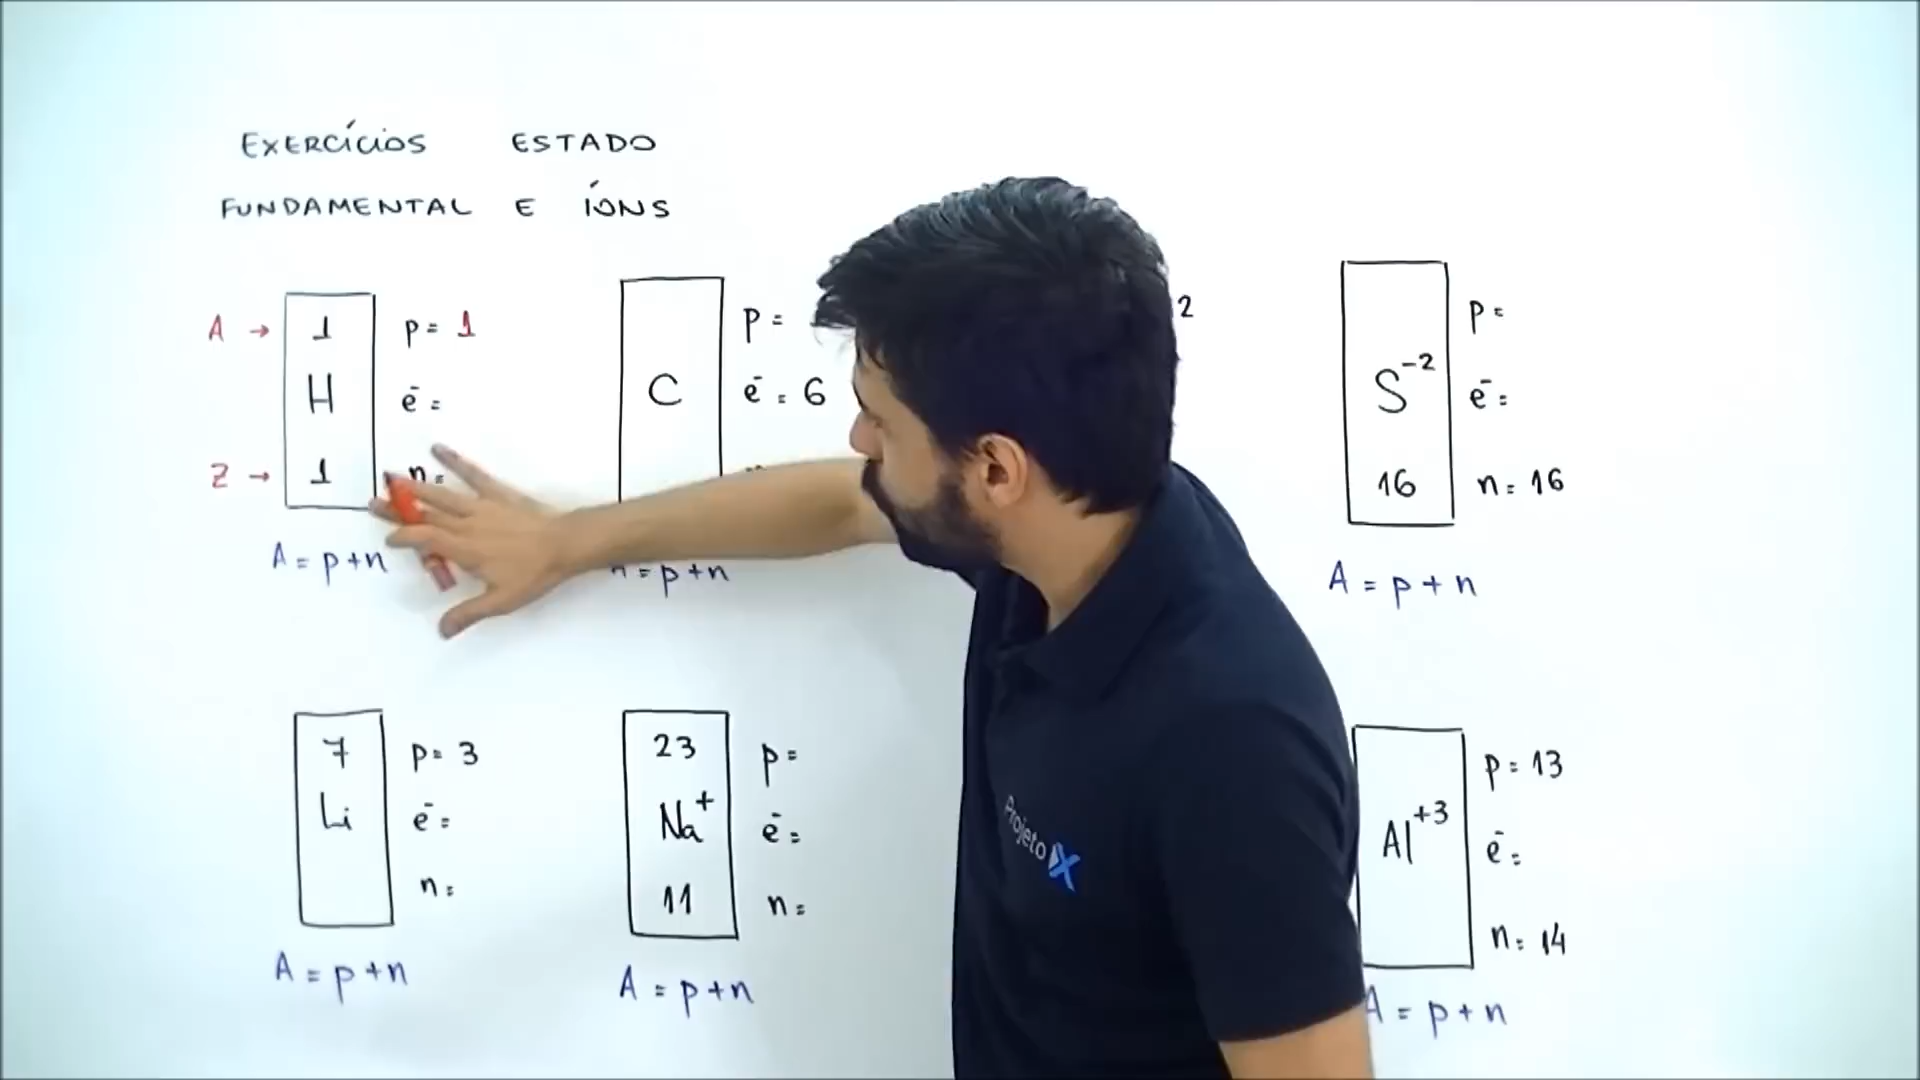 EXERCÍCIOS ESTADO
FUNDAMENTAL E ÍONS
A → 1 p = 1
H e⁻ =
Z → 1 n =
A = p+n
p =
C e⁻ = 6
= p+n
2
p =
S⁻² e⁻ =
16 n = 16
A = p + n
7 p = 3
Li e⁻ =
n =
A = p+n
23 p =
Na⁺ e⁻ =
11 n =
A = p+n
p = 13
Al⁺³ e⁻ =
n = 14
A = p + n
Projeto X